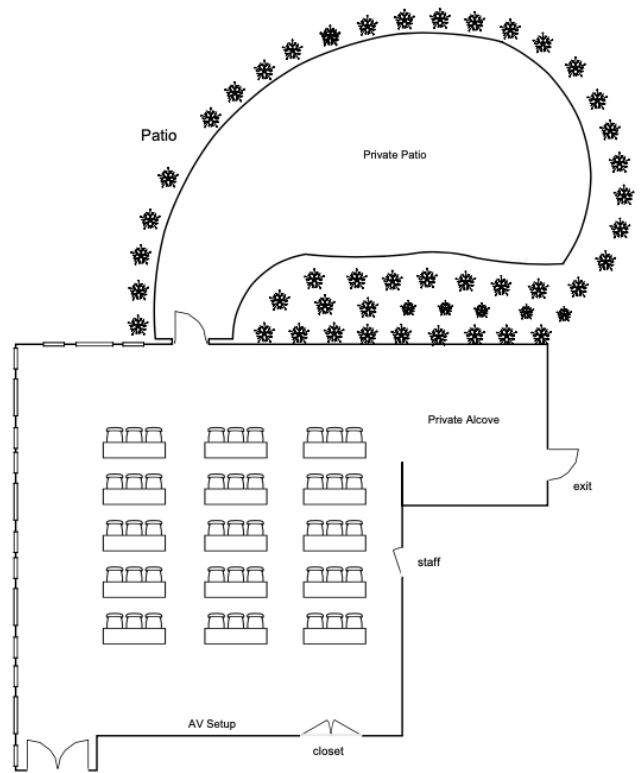 Patio
Private Patio
Private Alcove
exit
staff
AV Setup
closet